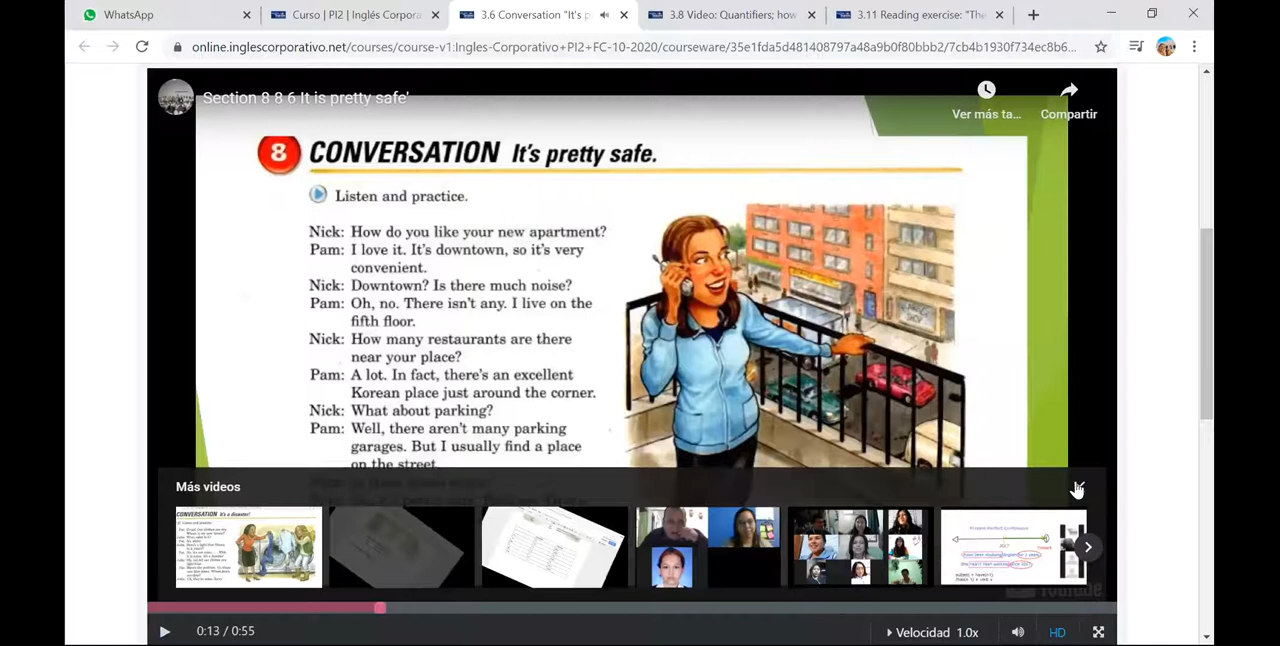 WhatsApp
Curso | PI2 | Inglés Corpora
3.6 Conversation "It's p
3.8 Video: Quantifiers; how
3.11 Reading exercise: "The
online.inglescorporativo.net/courses/course-v1:Ingles-Corporativo+PI2+FC-10-2020/courseware/35e1fda5d481408797a48a9b0f80bbb2/7cb4b1930f734ec8b6...
Section 8 8 6 It is pretty safe'
Ver más ta...
Compartir
8 CONVERSATION It's pretty safe.
Listen and practice.
Nick: How do you like your new apartment?
Pam: I love it. It's downtown, so it's very
convenient.
Nick: Downtown? Is there much noise?
Pam: Oh, no. There isn't any. I live on the
fifth floor.
Nick: How many restaurants are there
near your place?
Pam: A lot. In fact, there's an excellent
Korean place just around the corner.
Nick: What about parking?
Pam: Well, there aren't many parking
garages. But I usually find a place
on the street.
Más videos
CONVERSATION It's a disaster!
0:13 / 0:55
Velocidad 1.0x
HD